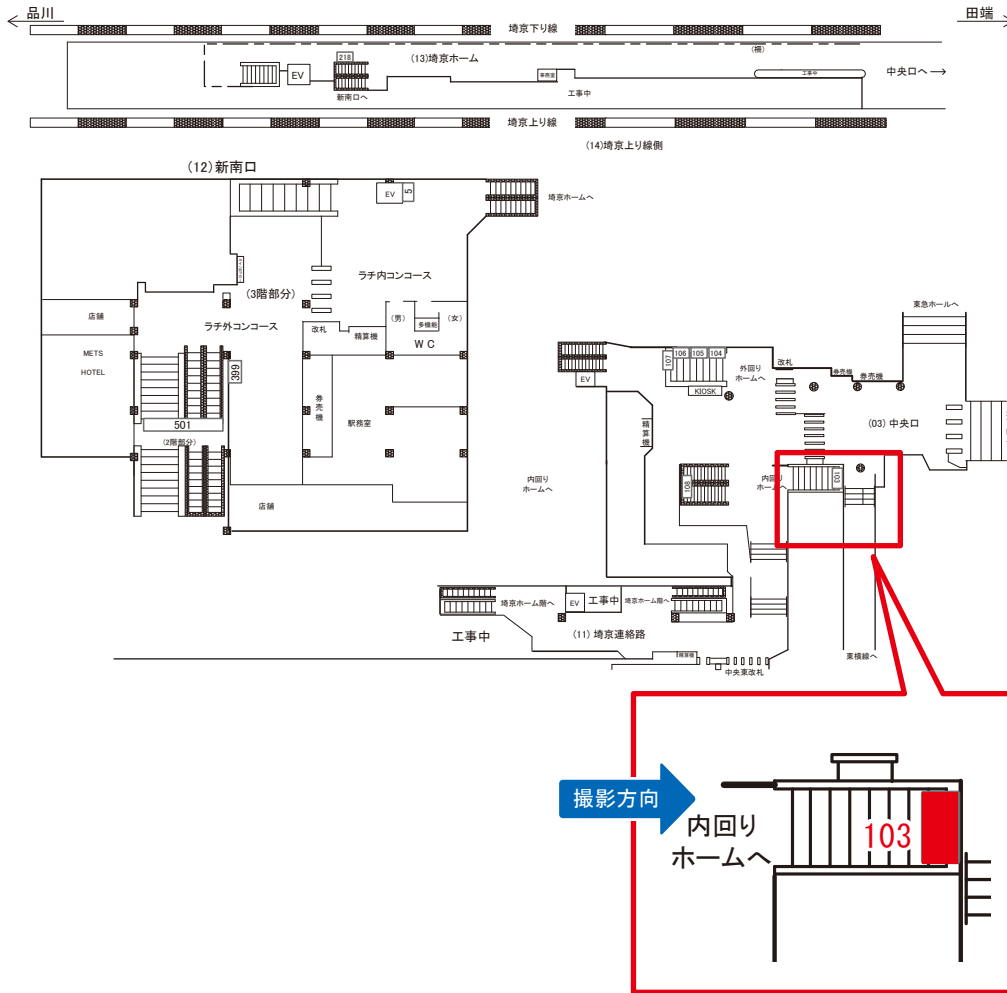 品川
田端
埼京下り線
(13)埼京ホーム
(柵)
218
EV
事務室
工事中
中央口へ
新南口へ
工事中
埼京上り線
(14)埼京上り線側
(12)新南口
EV
5
埼京ホームへ
ラチ内コンコース
(3階部分)
店舗
ラチ外コンコース
改札
精算機
(男)
多機能
(女)
W C
METS
HOTEL
399
券売機
駅務室
501
(2階部分)
店舗
東急ホールへ
107
106
105
104
外回り
ホームへ
改札
券売機
券売機
EV
KIOSK
(03)中央口
精算機
内回り
ホームへ
108
内回り
ホームへ
103
埼京ホーム階へ
EV
工事中
埼京ホーム階へ
工事中
(11)埼京連絡路
精算機
中央東改札
東横線へ
撮影方向
内回り
ホームへ
103